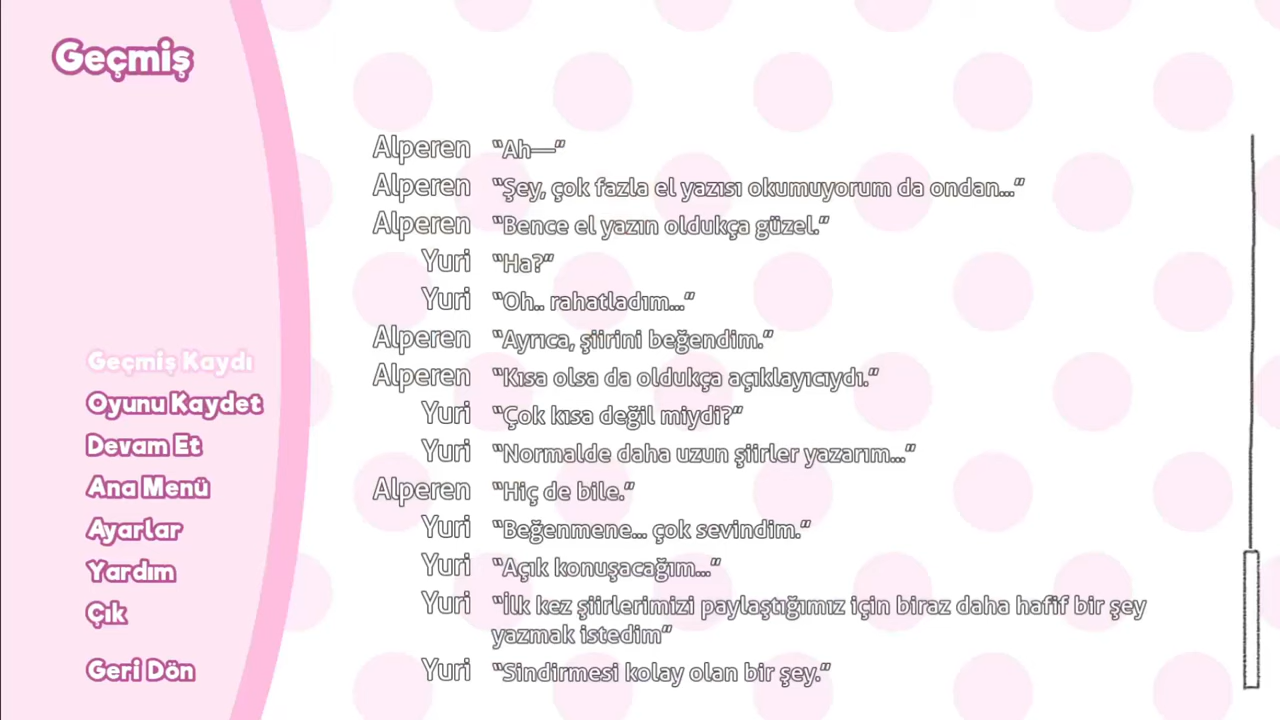 Geçmiş
Alperen “Ah—”
Alperen “Şey, çok fazla el yazısı okumuyorum da ondan...”
Alperen “Bence el yazın oldukça güzel.”
Yuri “Ha?”
Yuri “Oh.. rahatladım...”
Alperen “Ayrıca, şiirini beğendim.”
Alperen “Kısa olsa da oldukça açıklayıcıydı.”
Yuri “Çok kısa değil miydi?”
Yuri “Normalde daha uzun şiirler yazarım...”
Alperen “Hiç de bile.”
Yuri “Beğenmene... çok sevindim.”
Yuri “Açık konuşacağım...”
Yuri “İlk kez şiirlerimizi paylaştığımız için biraz daha hafif bir şey
yazmak istedim”
Yuri “Sindirmesi kolay olan bir şey.”
Geçmiş Kaydı
Oyunu Kaydet
Devam Et
Ana Menü
Ayarlar
Yardım
Çık
Geri Dön